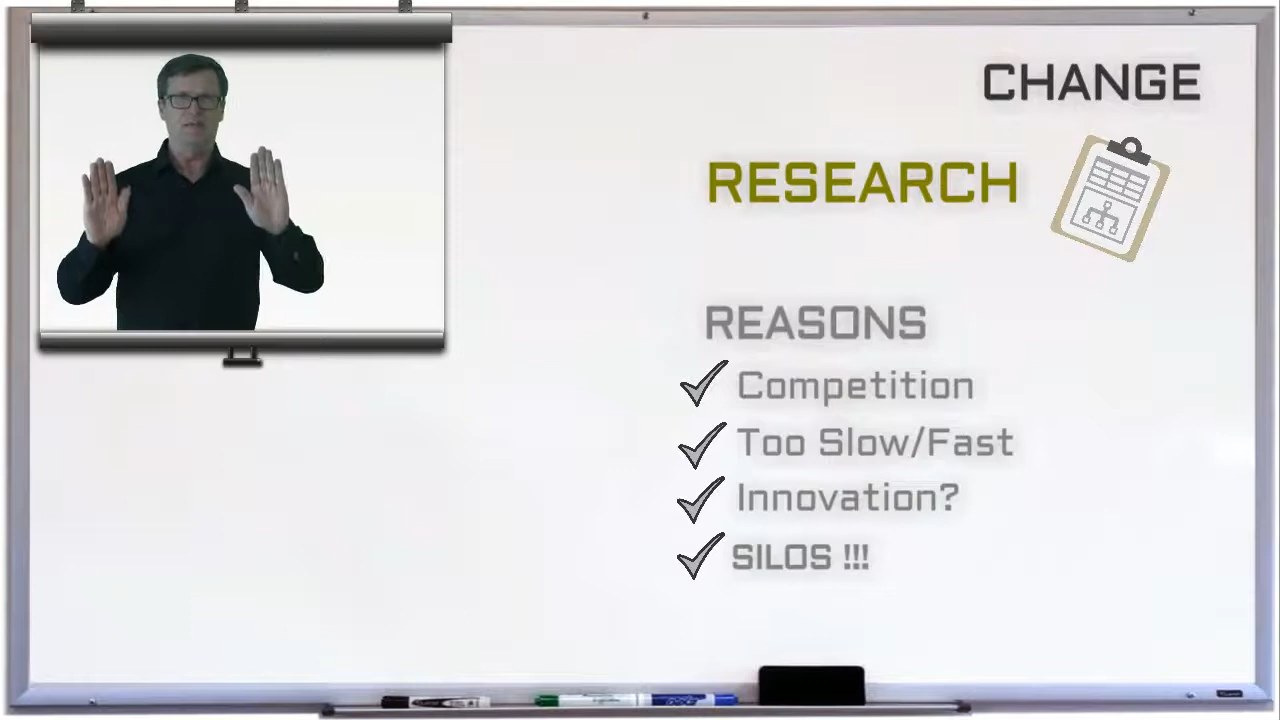 CHANGE
RESEARCH
REASONS
Competition
Too Slow/Fast
Innovation?
SILOS !!!